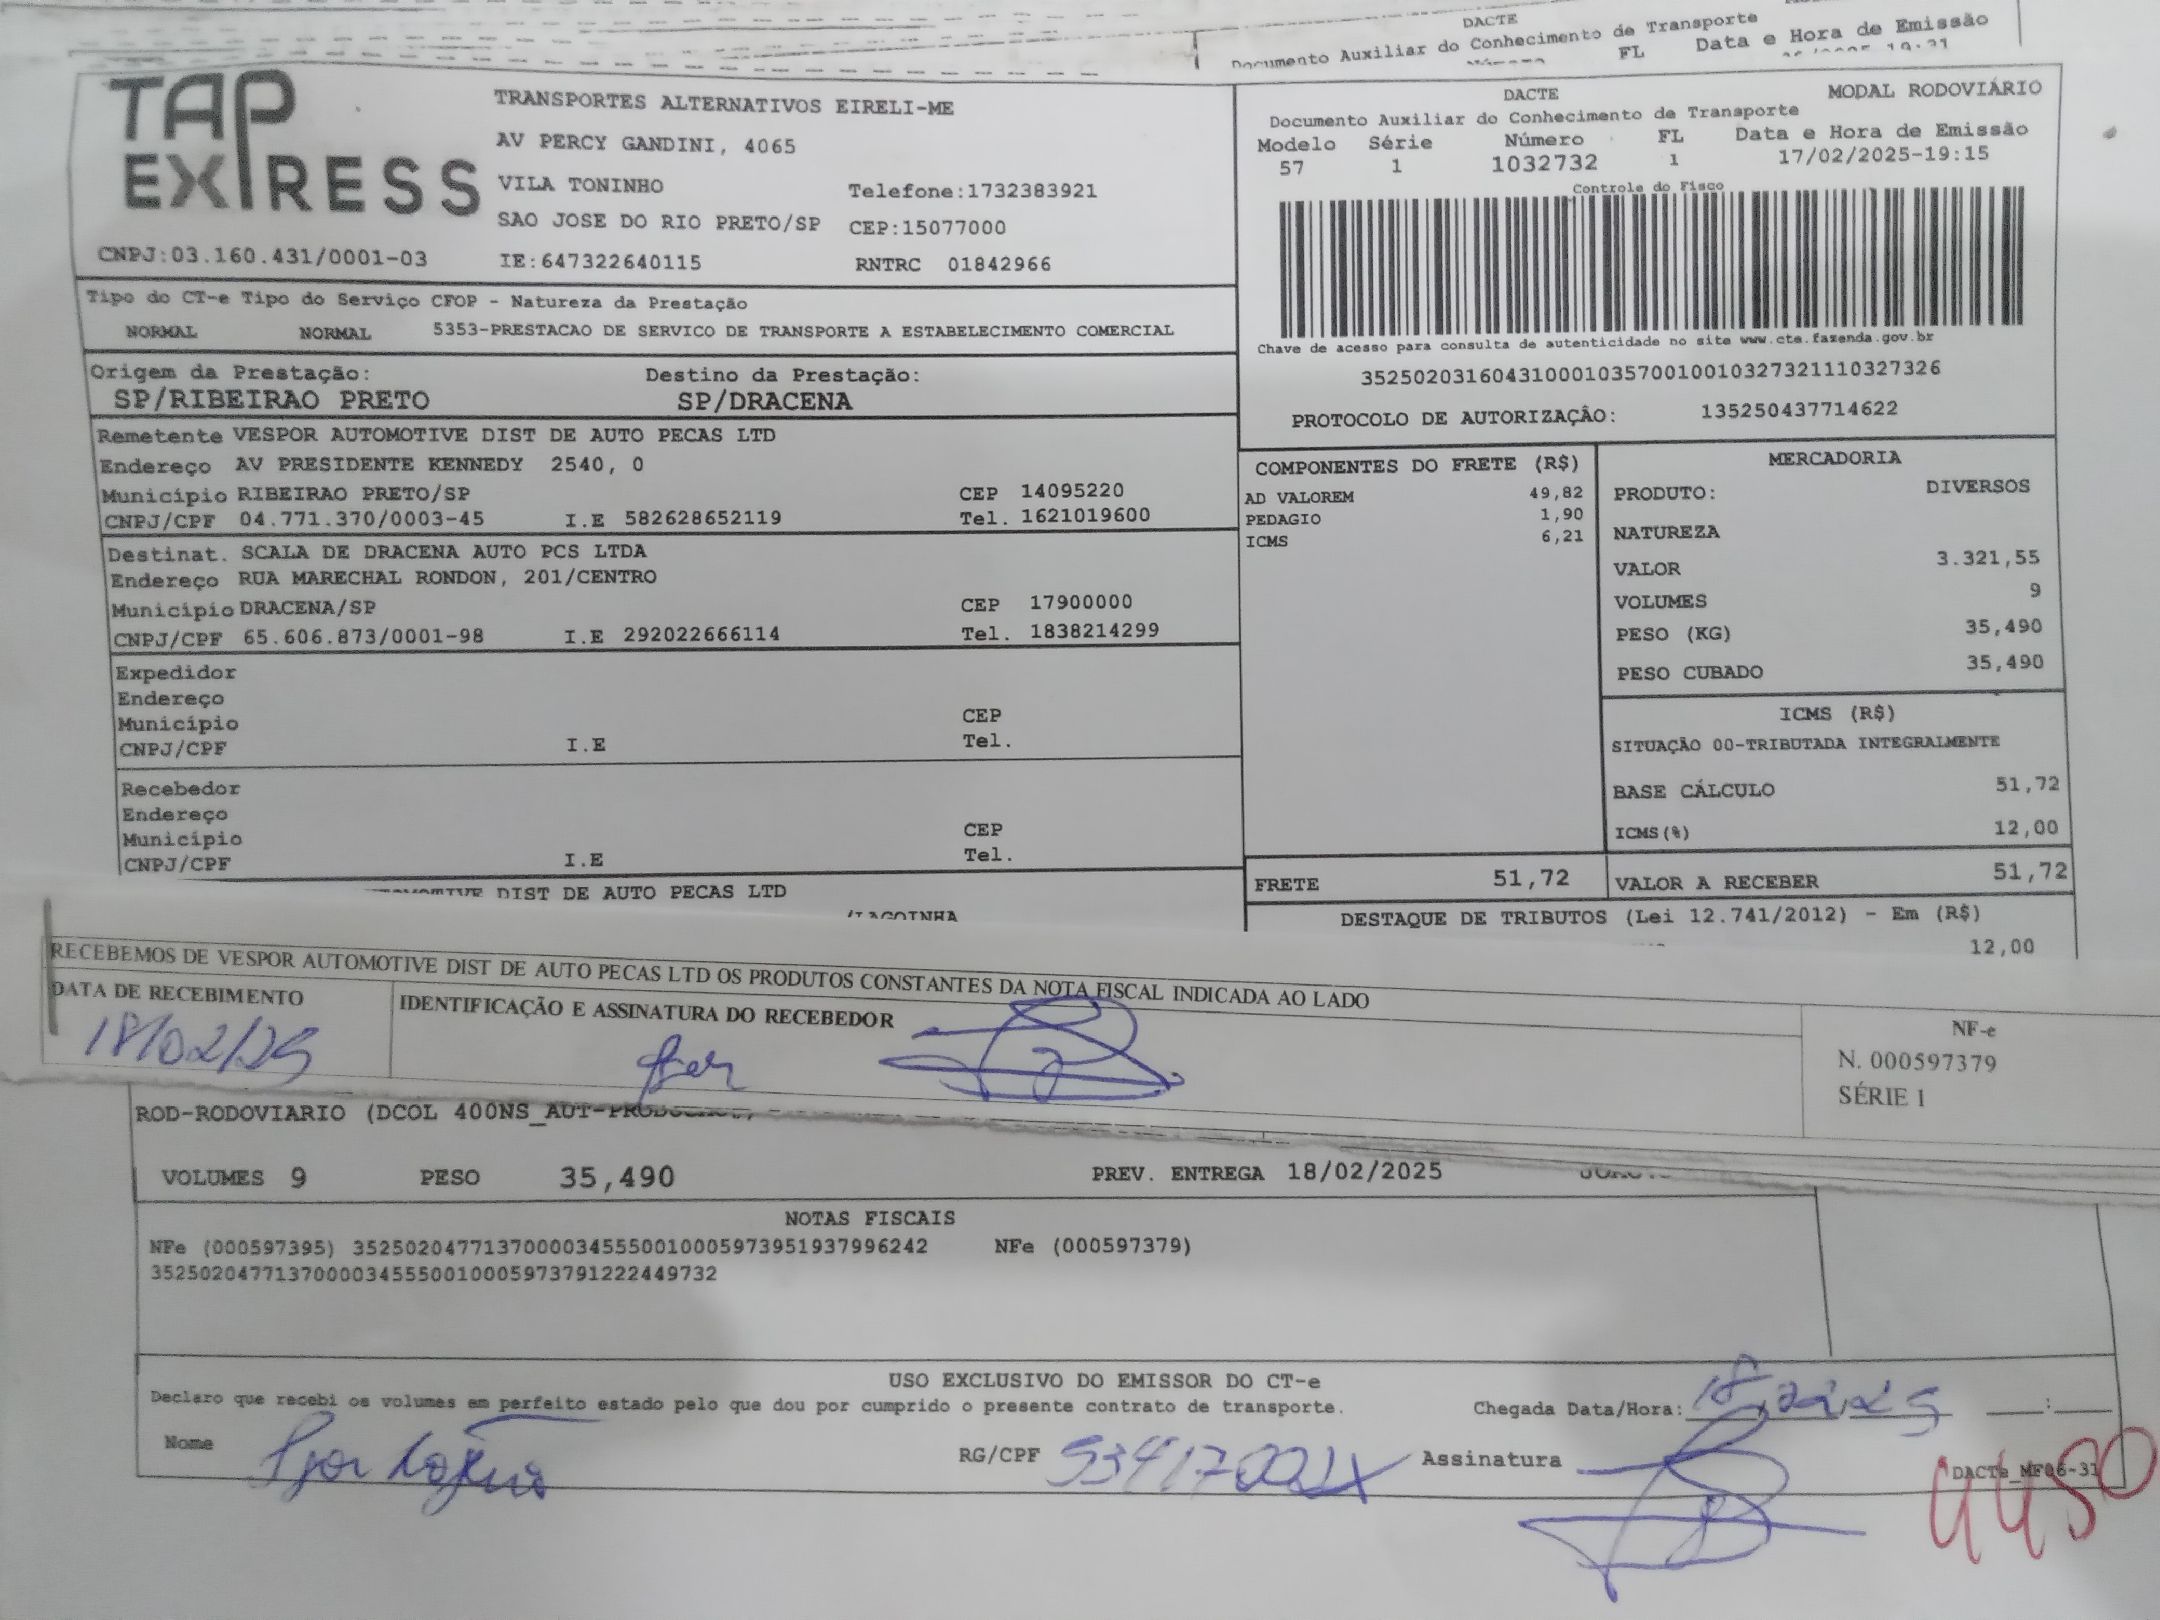 DACTE
Documento Auxiliar do Conhecimento de Transporte
FL Data e Hora de Emissão
TAP EXPRESS
TRANSPORTES ALTERNATIVOS EIRELI-ME
AV PERCY GANDINI, 4065
VILA TONINHO Telefone:1732383921
SAO JOSE DO RIO PRETO/SP CEP:15077000
CNPJ:03.160.431/0001-03 IE:647322640115 RNTRC 01842966
DACTE MODAL RODOVIÁRIO
Documento Auxiliar do Conhecimento de Transporte
Modelo Série Número FL Data e Hora de Emissão
57 1 1032732 1 17/02/2025-19:15
Controle do Fisco
Chave de acesso para consulta de autenticidade no site www.cte.fazenda.gov.br
35250203160431000103570010010327321110327326
PROTOCOLO DE AUTORIZAÇÃO: 135250437714622
Tipo do CT-e Tipo do Serviço CFOP - Natureza da Prestação
NORMAL NORMAL 5353-PRESTACAO DE SERVICO DE TRANSPORTE A ESTABELECIMENTO COMERCIAL
Origem da Prestação: Destino da Prestação:
SP/RIBEIRAO PRETO SP/DRACENA
Remetente VESPOR AUTOMOTIVE DIST DE AUTO PECAS LTD
Endereço AV PRESIDENTE KENNEDY 2540, 0
Município RIBEIRAO PRETO/SP CEP 14095220
CNPJ/CPF 04.771.370/0003-45 I.E 582628652119 Tel. 1621019600
Destinat. SCALA DE DRACENA AUTO PCS LTDA
Endereço RUA MARECHAL RONDON, 201/CENTRO
Município DRACENA/SP CEP 17900000
CNPJ/CPF 65.606.873/0001-98 I.E 292022666114 Tel. 1838214299
Expedidor
Endereço
Município CEP
CNPJ/CPF I.E Tel.
Recebedor
Endereço
Município CEP
CNPJ/CPF I.E Tel.
DIST DE AUTO PECAS LTD
/LAGOINHA
COMPONENTES DO FRETE (R$)
AD VALOREM 49,82
PEDAGIO 1,90
ICMS 6,21
FRETE 51,72
MERCADORIA
PRODUTO: DIVERSOS
NATUREZA
VALOR 3.321,55
VOLUMES 9
PESO (KG) 35,490
PESO CUBADO 35,490
ICMS (R$)
SITUAÇÃO 00-TRIBUTADA INTEGRALMENTE
BASE CÁLCULO 51,72
ICMS(%) 12,00
VALOR A RECEBER 51,72
DESTAQUE DE TRIBUTOS (Lei 12.741/2012) - Em (R$)
12,00
RECEBEMOS DE VESPOR AUTOMOTIVE DIST DE AUTO PECAS LTD OS PRODUTOS CONSTANTES DA NOTA FISCAL INDICADA AO LADO
DATA DE RECEBIMENTO IDENTIFICAÇÃO E ASSINATURA DO RECEBEDOR
18/02/25
NF-e
N. 000597379
SÉRIE 1
ROD-RODOVIARIO (DCOL 400NS_AUT-
VOLUMES 9 PESO 35,490 PREV. ENTREGA 18/02/2025
NOTAS FISCAIS
NFe (000597395) 35250204771370000345550010005973951937996242 NFe (000597379)
35250204771370000345550010005973791222449732
USO EXCLUSIVO DO EMISSOR DO CT-e
Declaro que recebi os volumes em perfeito estado pelo que dou por cumprido o presente contrato de transporte. Chegada Data/Hora:
Nome RG/CPF Assinatura
DACTe_MF06-31
4450